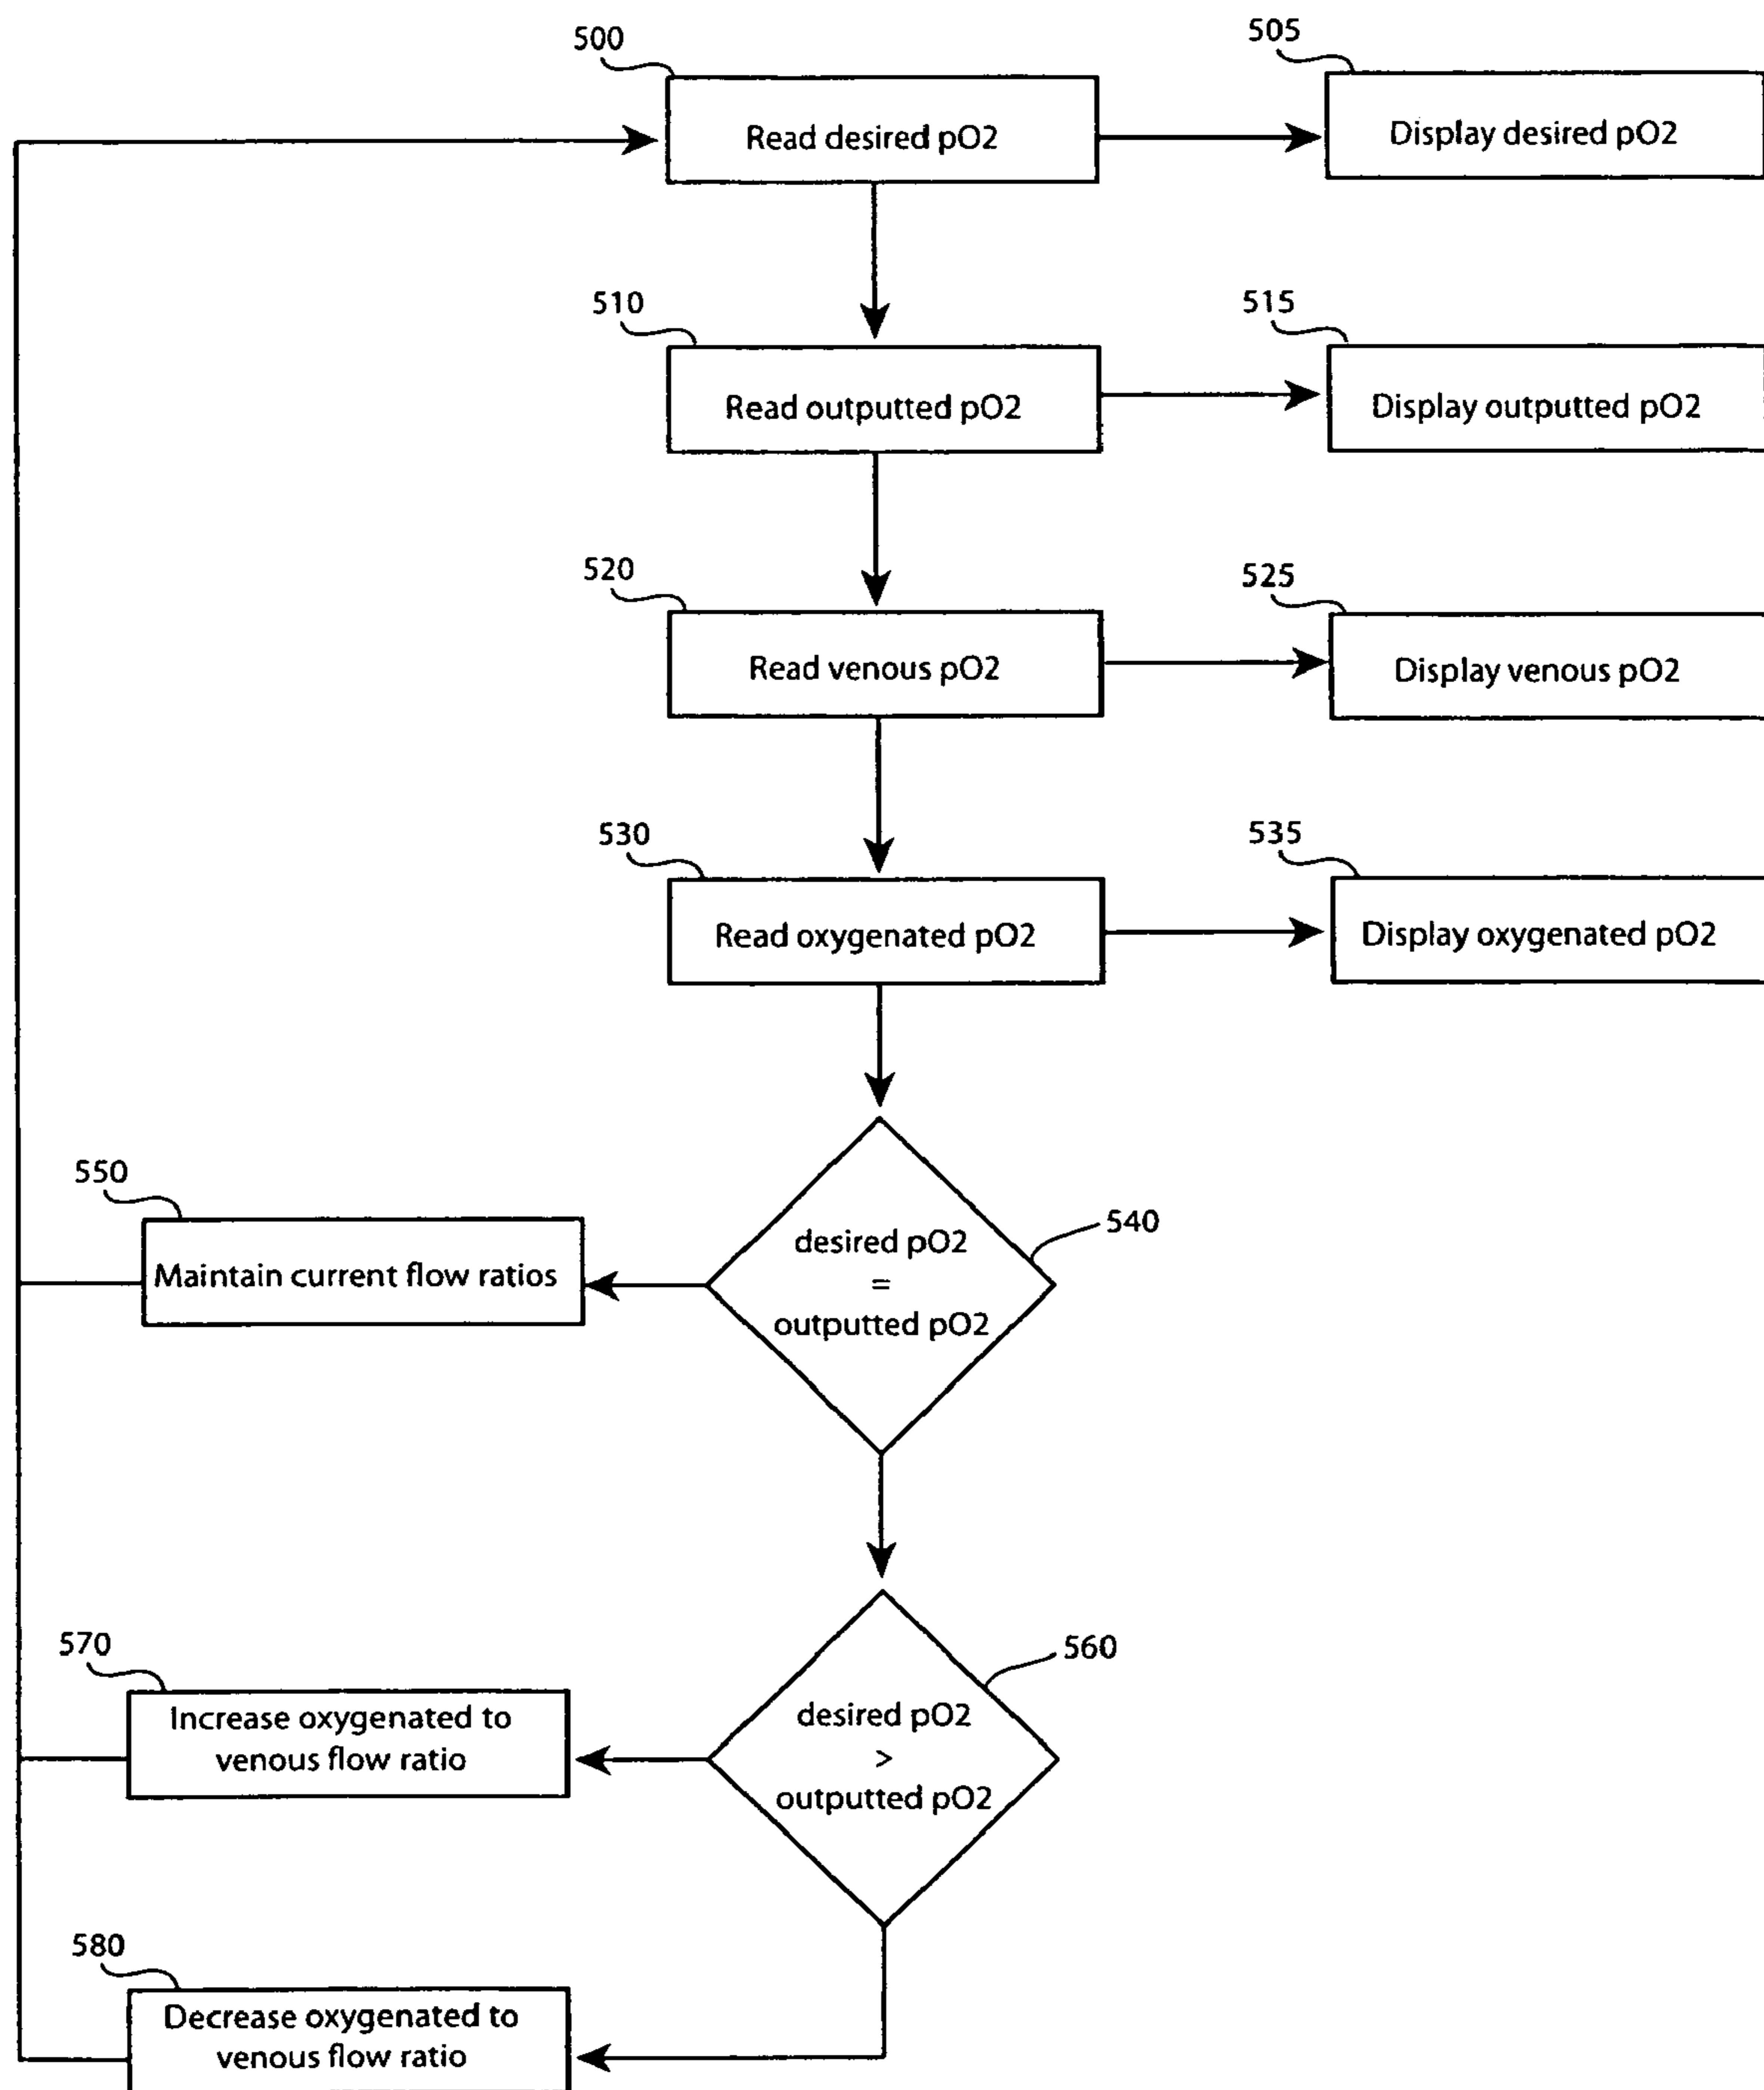 500
505
Read desired pO2
Display desired pO2
510
515
Read outputted pO2
Display outputted pO2
520
525
Read venous pO2
Display venous pO2
530
535
Read oxygenated pO2
Display oxygenated pO2
550
Maintain current flow ratios
540
desired pO2
=
outputted pO2
570
Increase oxygenated to
venous flow ratio
560
desired pO2
>
outputted pO2
580
Decrease oxygenated to
venous flow ratio